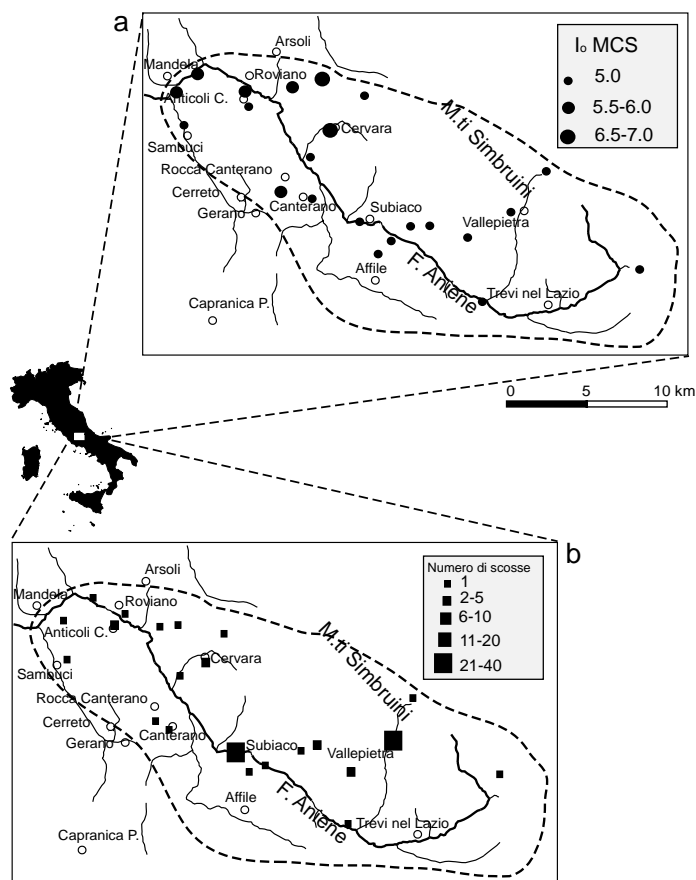 a
Arsoli
Mandela
Roviano
Anticoli C.
Cervara
Sambuci
Rocca Canterano
Cerreto
Canterano
Gerano
Subiaco
Vallepietra
Affile
Trevi nel Lazio
Capranica P.
M.ti Simbruini
F. Aniene
Io MCS
5.0
5.5-6.0
6.5-7.0
0 5 10 km
b
Arsoli
Mandela
Roviano
Anticoli C.
Cervara
Sambuci
Rocca Canterano
Cerreto
Canterano
Gerano
Subiaco
Vallepietra
Affile
Trevi nel Lazio
Capranica P.
M.ti Simbruini
F. Aniene
Numero di scosse
1
2-5
6-10
11-20
21-40